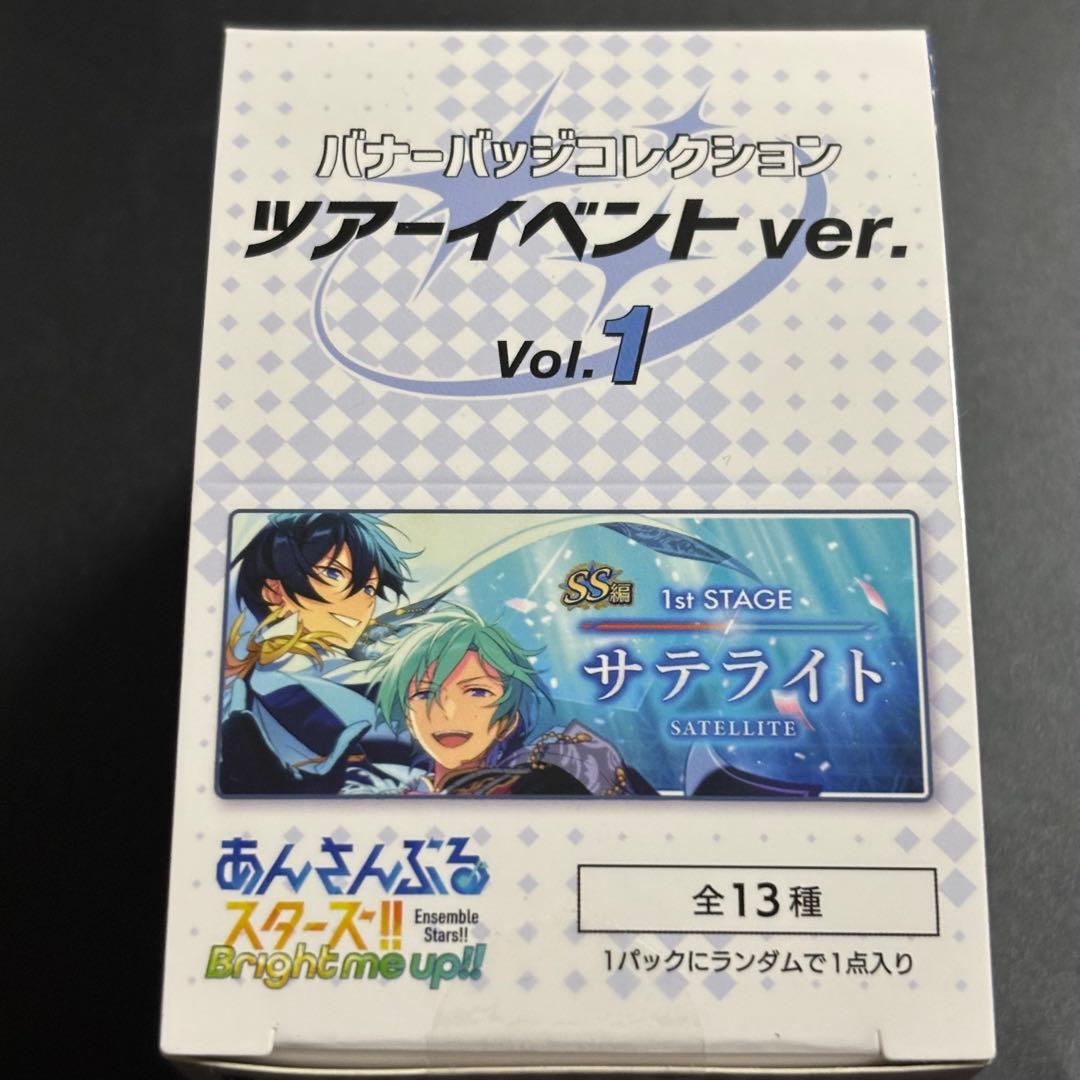 バナーバッジコレクション
ツアーイベント ver.
Vol.1
SS編
1st STAGE
サテライト
SATELLITE
あんさんぶる
スターズ!!
Ensemble
Stars!!
Bright me up!!
全13種
1パックにランダムで1点入り